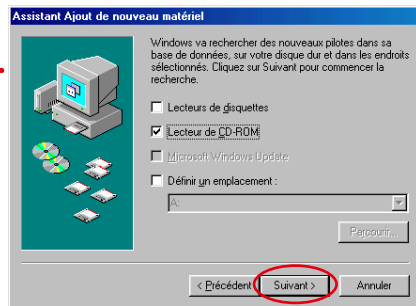 Assistant Ajout de nouveau matériel
Windows va rechercher des nouveaux pilotes dans sa
base de données, sur votre disque dur et dans les endroits
sélectionnés. Cliquez sur Suivant pour commencer la
recherche.
Lecteurs de disquettes
Lecteur de CD-ROM
Microsoft Windows Update
Définir un emplacement :
A:
Parcourir...
< Précédent
Suivant >
Annuler